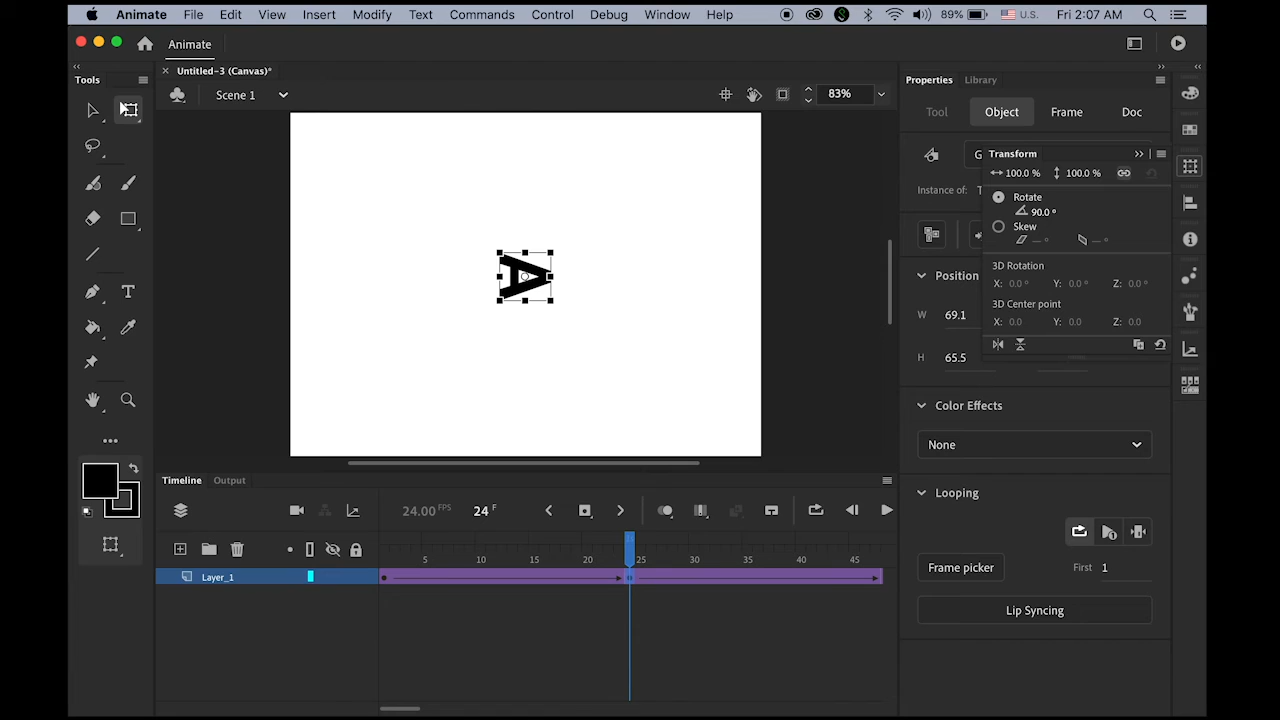 Animate File Edit View Insert Modify Text Commands Control Debug Window Help 89% U.S. Fri 2:07 AM
Animate
Tools
Untitled-3 (Canvas)*
Scene 1
83%
Properties Library
Tool Object Frame Doc
G
Transform
100.0 % 100.0 %
Instance of: T
Rotate
90.0 °
Skew
— ° — °
3D Rotation
X: 0.0 ° Y: 0.0 ° Z: 0.0 °
3D Center point
X: 0.0 Y: 0.0 Z: 0.0
Position
W 69.1
H 65.5
A
Color Effects
None
Looping
Frame picker First 1
Lip Syncing
Timeline Output
24.00 FPS 24 F
5 10 15 20 25 30 35 40 45
Layer_1